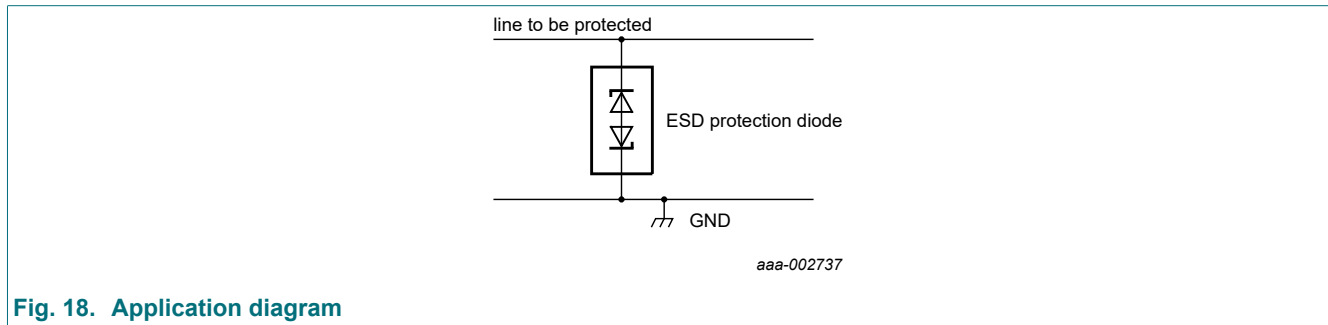 line to be protected
ESD protection diode
GND
aaa-002737
Fig. 18. Application diagram